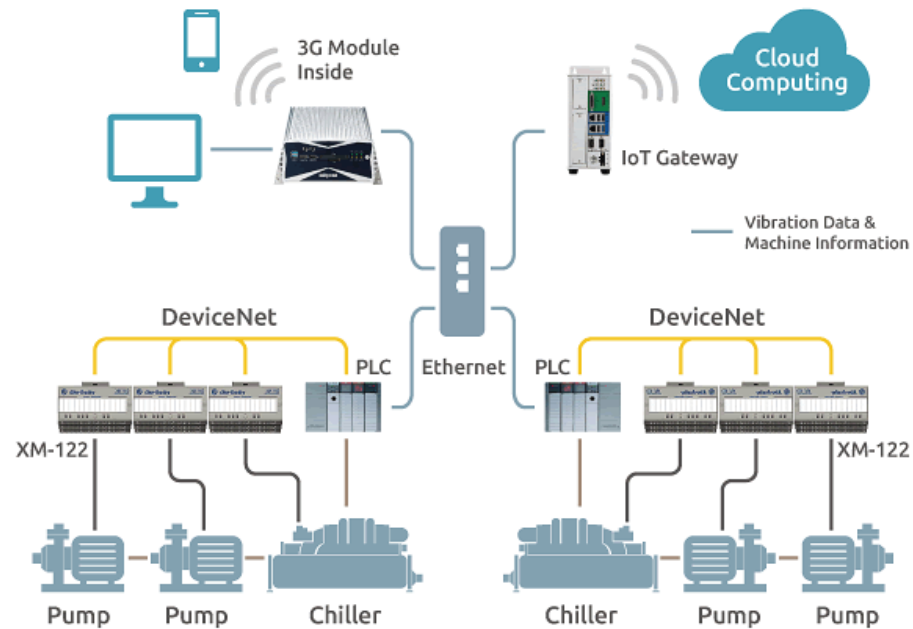 3G Module
Inside
Cloud
Computing
IoT Gateway
Vibration Data &
Machine Information
DeviceNet
DeviceNet
PLC
Ethernet
PLC
XM-122
XM-122
Pump
Pump
Chiller
Chiller
Pump
Pump